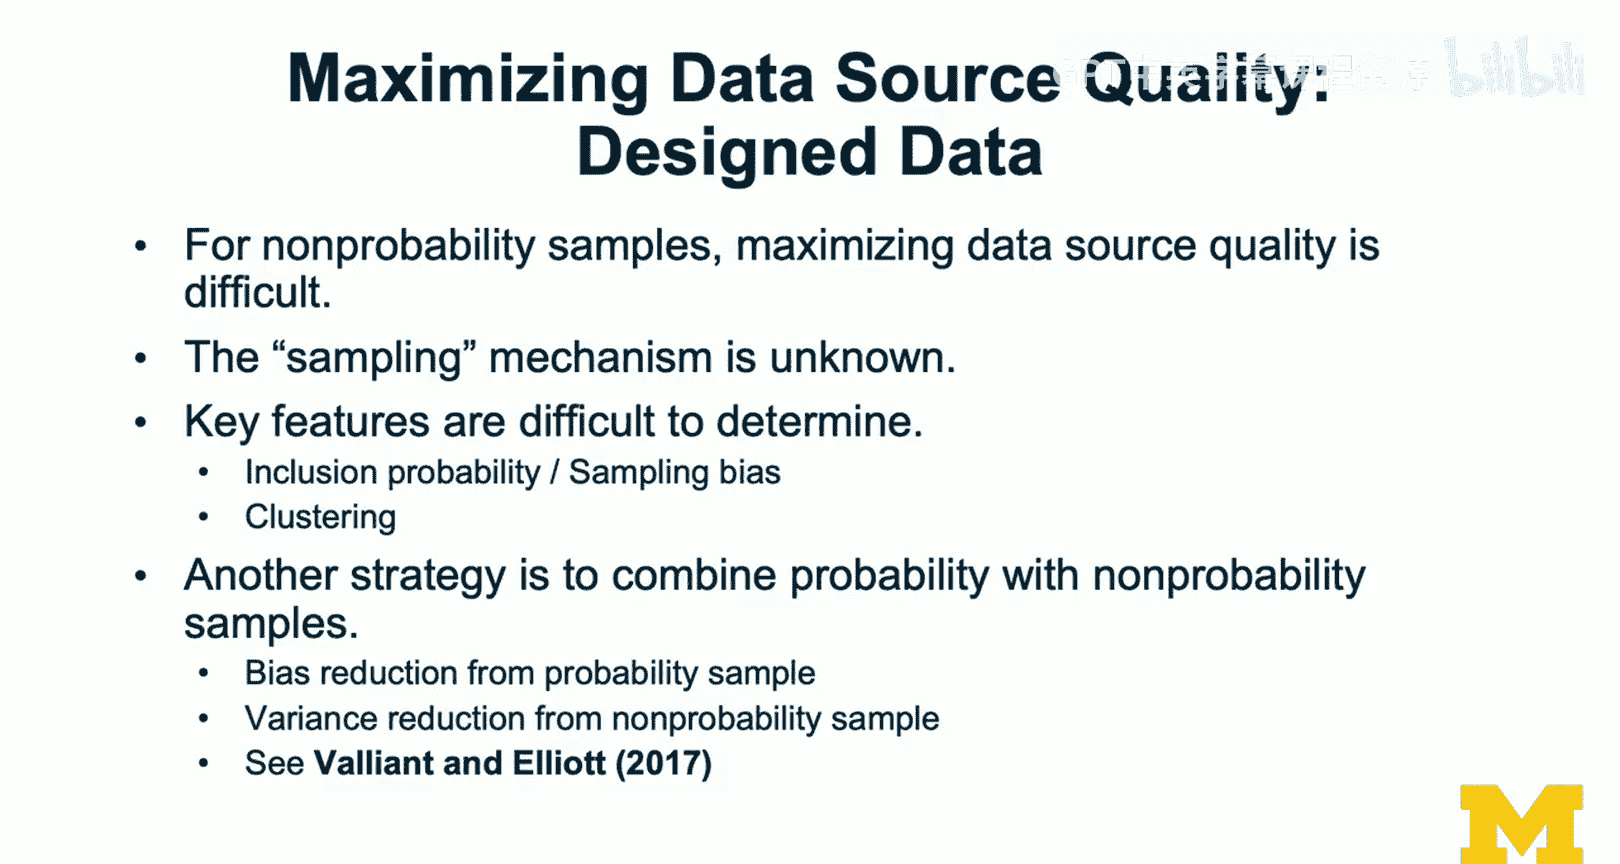 Maximizing Data Source Quality:
Designed Data
• For nonprobability samples, maximizing data source quality is
difficult.
• The “sampling” mechanism is unknown.
• Key features are difficult to determine.
• Inclusion probability / Sampling bias
• Clustering
• Another strategy is to combine probability with nonprobability
samples.
• Bias reduction from probability sample
• Variance reduction from nonprobability sample
• See Valliant and Elliott (2017)
bilibili
M